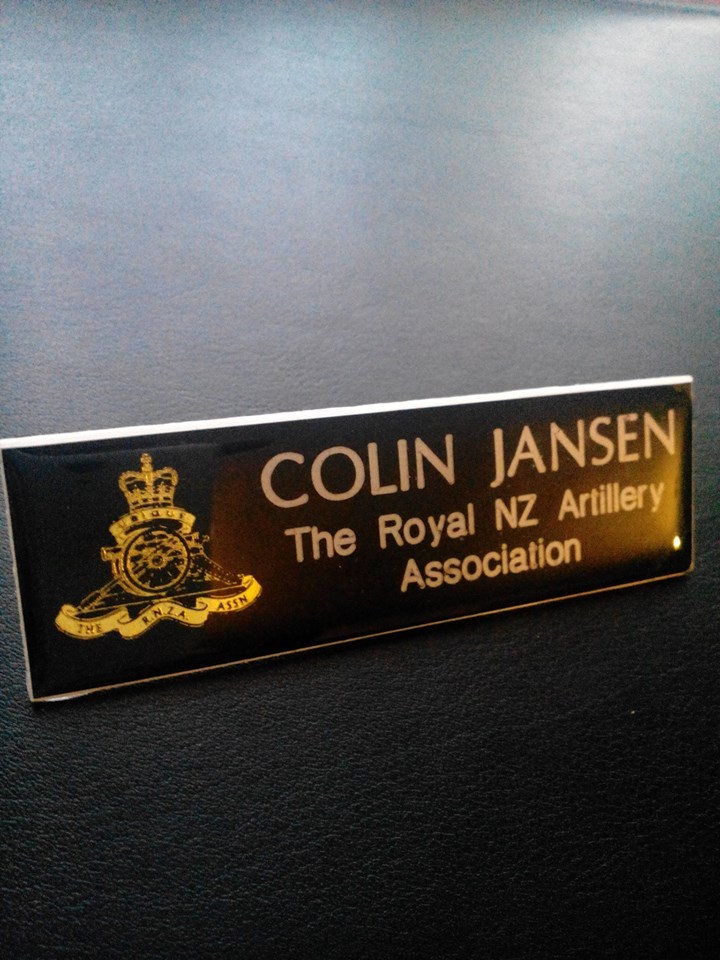 COLIN JANSEN
The Royal NZ Artillery
Association
THE R.N.Z.A. ASSN